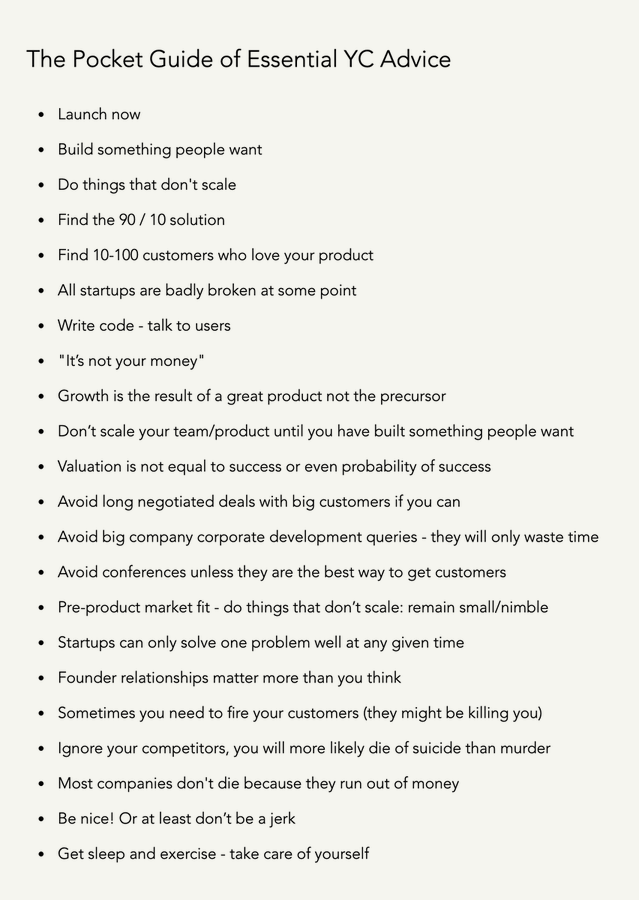 The Pocket Guide of Essential YC Advice
• Launch now
• Build something people want
• Do things that don't scale
• Find the 90 / 10 solution
• Find 10-100 customers who love your product
• All startups are badly broken at some point
• Write code - talk to users
• "It’s not your money"
• Growth is the result of a great product not the precursor
• Don’t scale your team/product until you have built something people want
• Valuation is not equal to success or even probability of success
• Avoid long negotiated deals with big customers if you can
• Avoid big company corporate development queries - they will only waste time
• Avoid conferences unless they are the best way to get customers
• Pre-product market fit - do things that don’t scale: remain small/nimble
• Startups can only solve one problem well at any given time
• Founder relationships matter more than you think
• Sometimes you need to fire your customers (they might be killing you)
• Ignore your competitors, you will more likely die of suicide than murder
• Most companies don't die because they run out of money
• Be nice! Or at least don’t be a jerk
• Get sleep and exercise - take care of yourself